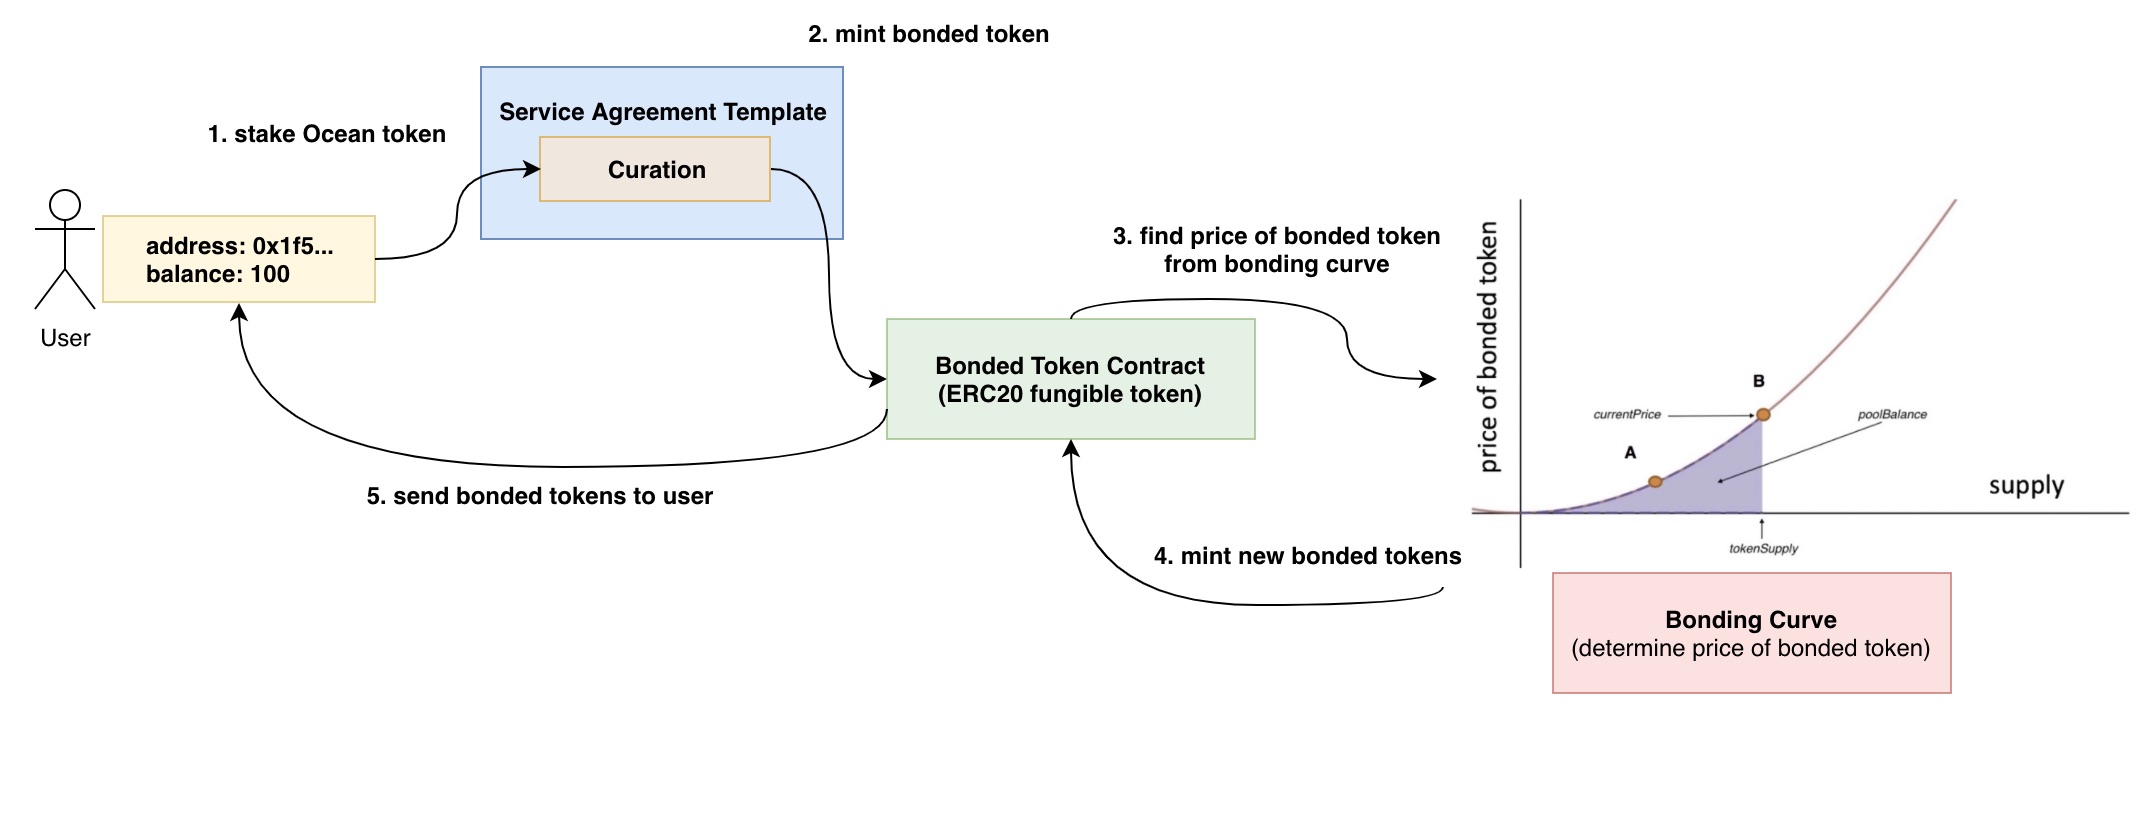 2. mint bonded token
Service Agreement Template
1. stake Ocean token
Curation
address: 0x1f5...
balance: 100
User
3. find price of bonded token
from bonding curve
Bonded Token Contract
(ERC20 fungible token)
5. send bonded tokens to user
4. mint new bonded tokens
price of bonded token
B
currentPrice
poolBalance
A
supply
tokenSupply
Bonding Curve
(determine price of bonded token)